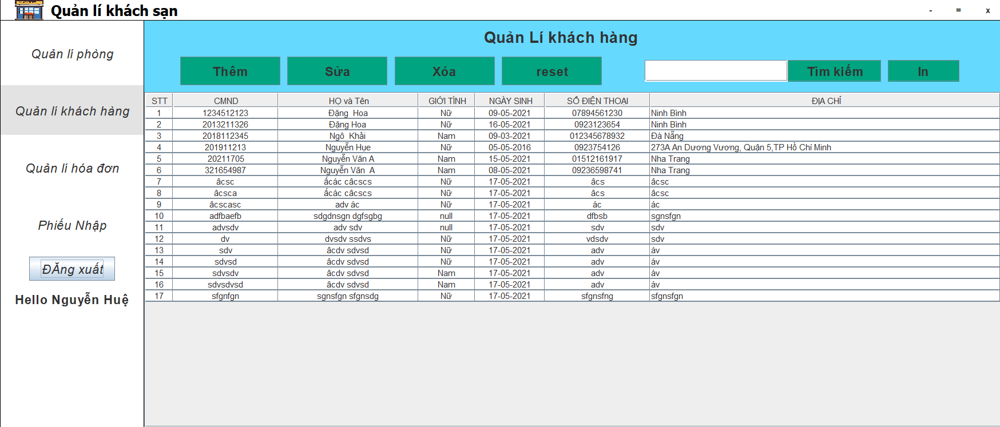 Quản lí khách sạn
- = x
Quản lí phòng
Quản lí khách hàng
Quản lí hóa đơn
Phiếu Nhập
ĐĂng xuất
Hello Nguyễn Huệ
Quản Lí khách hàng
Thêm Sửa Xóa reset Tìm kiếm In
STT CMND HỌ và Tên GIỚI TÍNH NGÀY SINH SỐ ĐIỆN THOẠI ĐỊA CHỈ
1 1234512123 Đặng  Hoa Nữ 09-05-2021 07894561230 Ninh Bình
2 2013211326 Đặng Hoa Nữ 16-05-2021 0923123654 Ninh Bình
3 2018112345 Ngô  Khải Nam 09-03-2021 012345678932 Đà Nẵng
4 201911213 Nguyễn Hụe Nữ 05-05-2016 0923754126 273A An Dương Vương, Quận 5,TP Hồ Chí Minh
5 20211705 Nguyễn Văn A Nam 15-05-2021 01512161917 Nha Trang
6 321654987 Nguyễn Văn  A Nam 08-05-2021 09236598741 Nha Trang
7 âcsc ấcác câcscs Nữ 17-05-2021 âcs âcsc
8 âcsca ấcác câcscs Nữ 17-05-2021 âcs âcsc
9 âcscasc adv ác Nữ 17-05-2021 ác ác
10 adfbaefb sdgdnsgn dgfsgbg null 17-05-2021 dfbsb sgnsfgn
11 advsdv adv sdv null 17-05-2021 sdv sdv
12 dv dvsdv ssdvs Nữ 17-05-2021 vdsdv sdv
13 sdv âcdv sdvsd Nữ 17-05-2021 adv áv
14 sdvsd âcdv sdvsd Nữ 17-05-2021 adv áv
15 sdvsdv âcdv sdvsd Nam 17-05-2021 adv áv
16 sdvsdvsd âcdv sdvsd Nam 17-05-2021 adv áv
17 sfgnfgn sgnsfgn sfgnsdg Nữ 17-05-2021 sfgnsfng sfgnsfgn